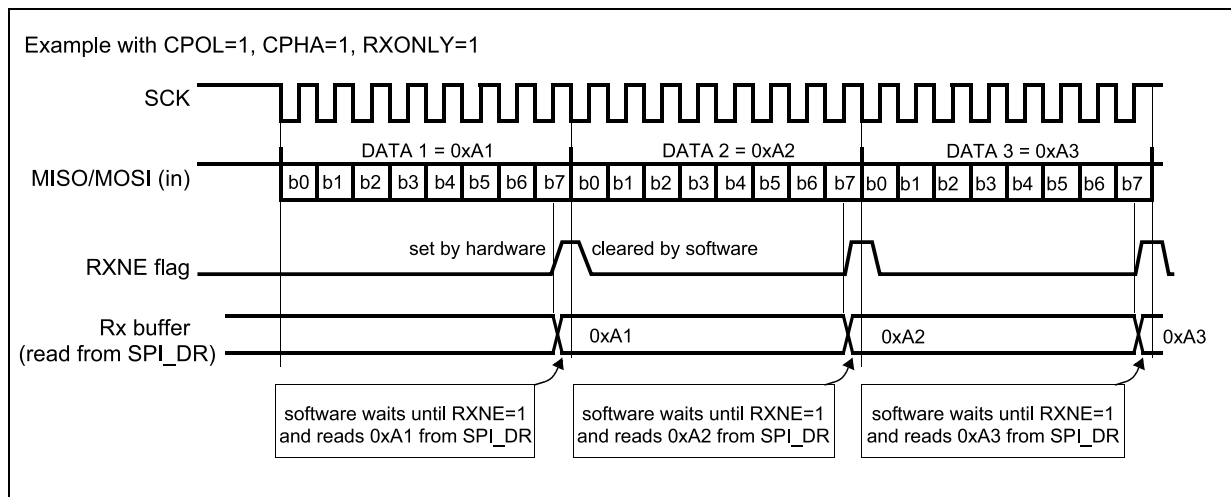 Example with CPOL=1, CPHA=1, RXONLY=1
SCK
DATA 1 = 0xA1 DATA 2 = 0xA2 DATA 3 = 0xA3
MISO/MOSI (in) b0 b1 b2 b3 b4 b5 b6 b7 b0 b1 b2 b3 b4 b5 b6 b7 b0 b1 b2 b3 b4 b5 b6 b7
set by hardware cleared by software
RXNE flag
Rx buffer
(read from SPI_DR)
0xA1 0xA2 0xA3
software waits until RXNE=1
and reads 0xA1 from SPI_DR
software waits until RXNE=1
and reads 0xA2 from SPI_DR
software waits until RXNE=1
and reads 0xA3 from SPI_DR